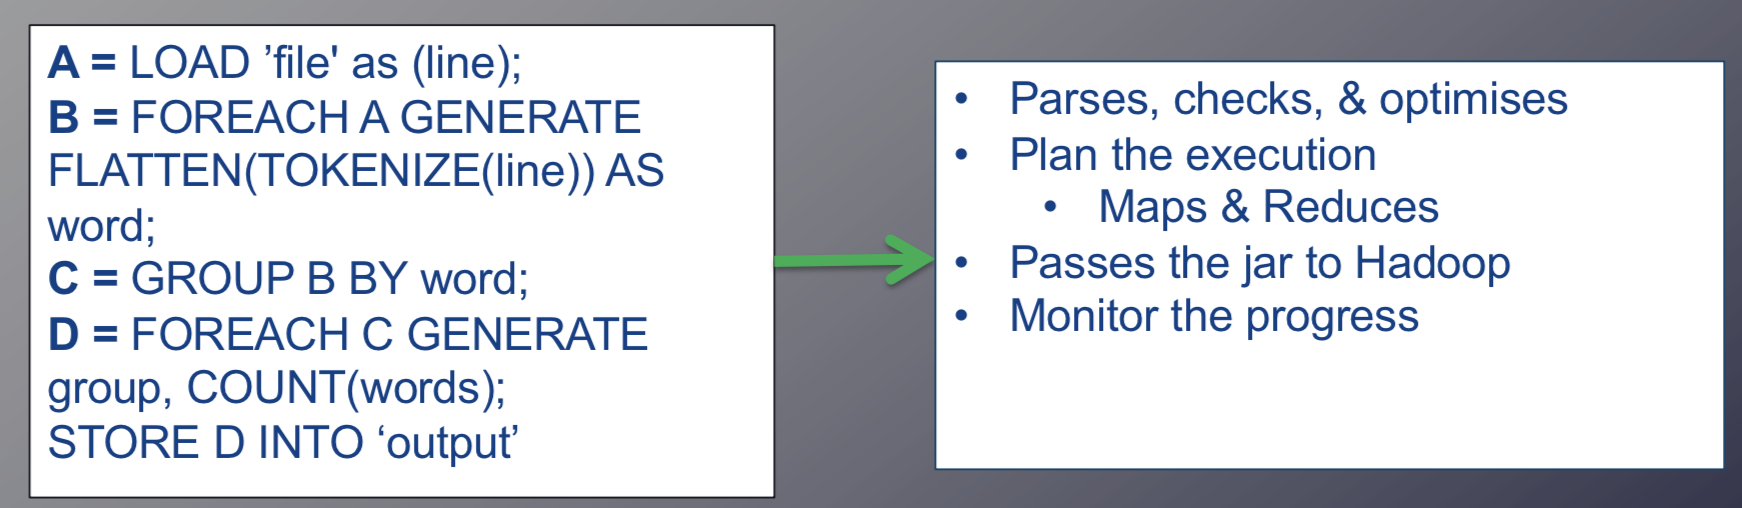 A = LOAD ’file' as (line);
B = FOREACH A GENERATE
FLATTEN(TOKENIZE(line)) AS
word;
C = GROUP B BY word;
D = FOREACH C GENERATE
group, COUNT(words);
STORE D INTO ‘output’
• Parses, checks, & optimises
• Plan the execution
• Maps & Reduces
• Passes the jar to Hadoop
• Monitor the progress